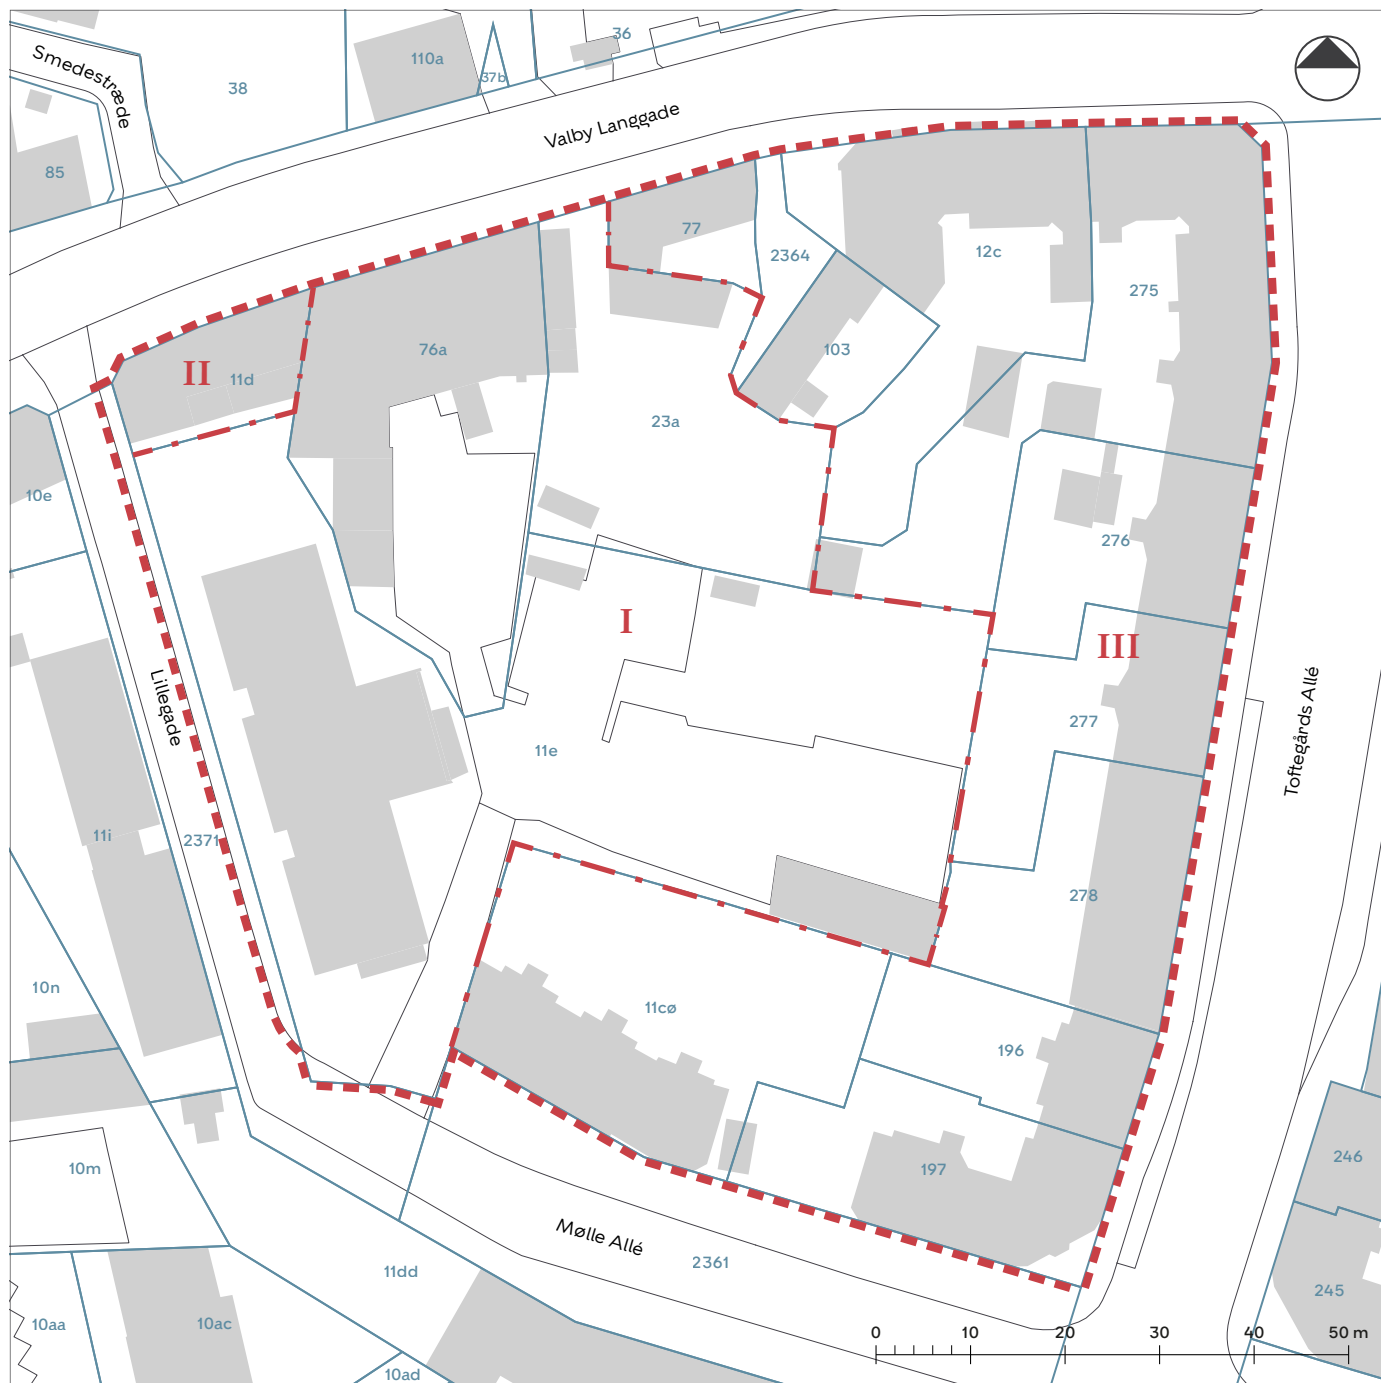 36
110a
Smedestræde
38
37b
Valby Langgade
85
77
2364
12c
275
76a
103
II
11d
23a
10e
276
I
III
Lillegade
277
Toftegårds Allé
11e
11i
2371
278
10n
11cø
196
10m
197
246
Mølle Allé
2361
11dd
245
10aa
10ac
0 10 20 30 40 50 m
10ad